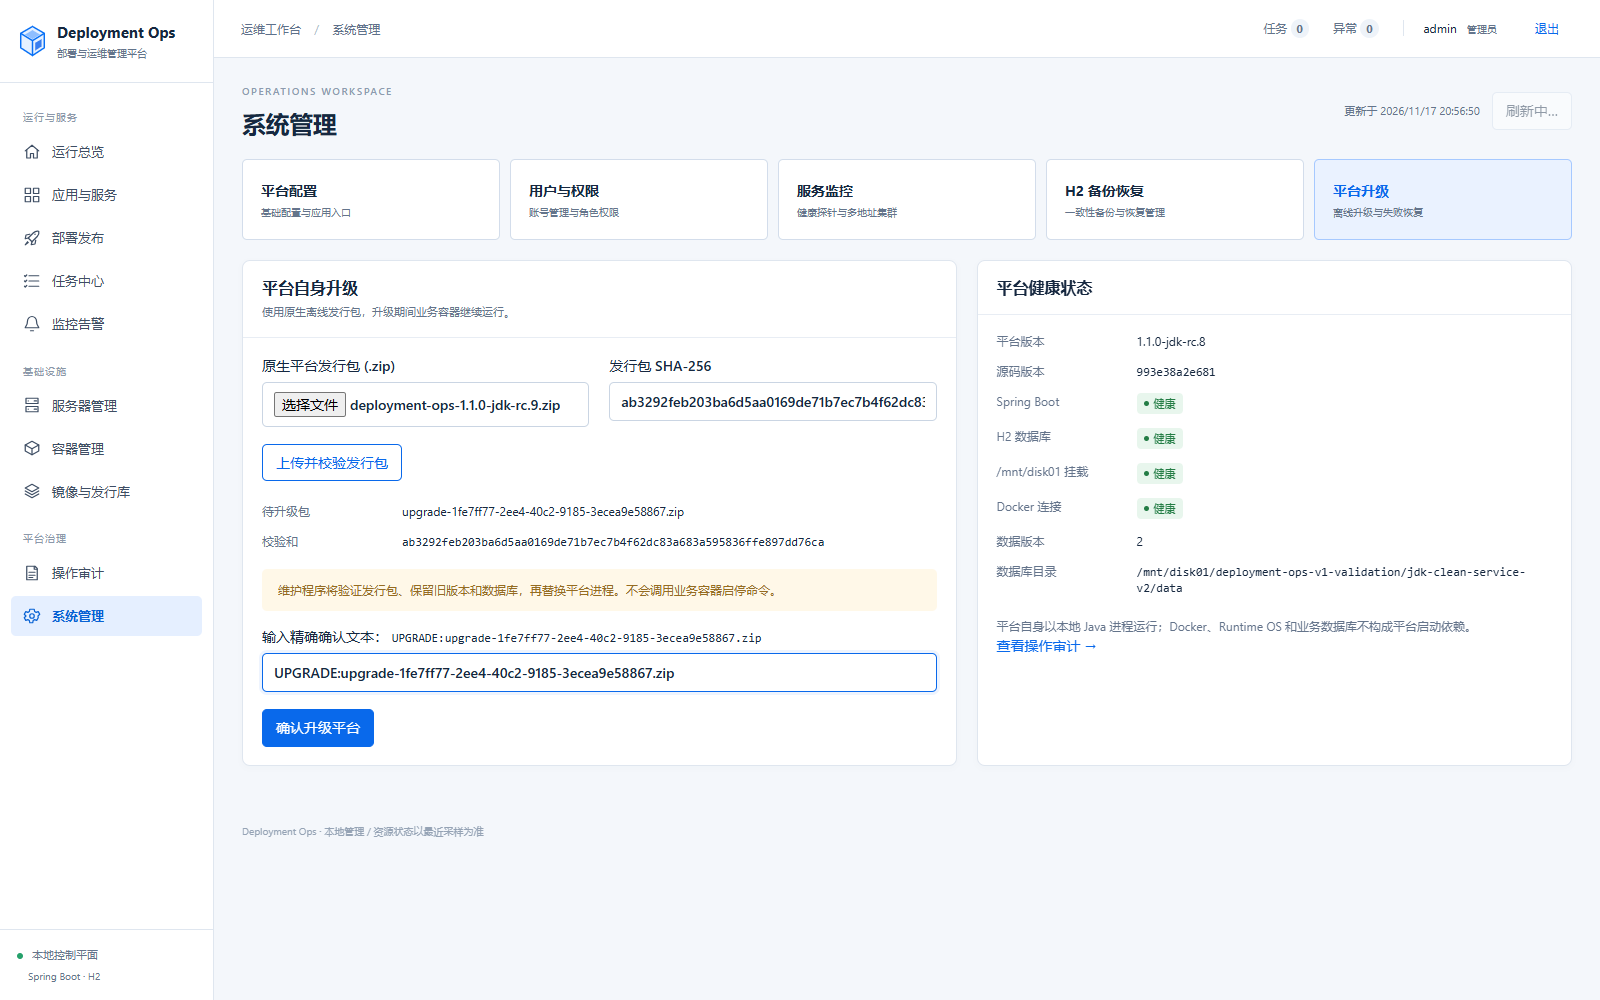 Deployment Ops
部署与运维管理平台
运行与服务
运行总览
应用与服务
部署发布
任务中心
监控告警
基础设施
服务器管理
容器管理
镜像与发行库
平台治理
操作审计
系统管理
本地控制平面
Spring Boot · H2
运维工作台 / 系统管理
任务 0 异常 0 admin 管理员 退出
OPERATIONS WORKSPACE
系统管理
更新于 2026/11/17 20:56:50 刷新中...
平台配置
基础配置与应用入口
用户与权限
账号管理与角色权限
服务监控
健康探针与多地址集群
H2 备份恢复
一致性备份与恢复管理
平台升级
离线升级与失败恢复
平台自身升级
使用原生离线发行包，升级期间业务容器继续运行。
原生平台发行包 (.zip)
选择文件 deployment-ops-1.1.0-jdk-rc.9.zip
发行包 SHA-256
ab3292feb203ba6d5aa0169de71b7ec7b4f62dc83
上传并校验发行包
待升级包 upgrade-1fe7ff77-2ee4-40c2-9185-3ecea9e58867.zip
校验和 ab3292feb203ba6d5aa0169de71b7ec7b4f62dc83a683a595836ffe897dd76ca
维护程序将验证发行包、保留旧版本和数据库，再替换平台进程。不会调用业务容器启停命令。
输入精确确认文本： UPGRADE:upgrade-1fe7ff77-2ee4-40c2-9185-3ecea9e58867.zip
UPGRADE:upgrade-1fe7ff77-2ee4-40c2-9185-3ecea9e58867.zip
确认升级平台
平台健康状态
平台版本 1.1.0-jdk-rc.8
源码版本 993e38a2e681
Spring Boot 健康
H2 数据库 健康
/mnt/disk01 挂载 健康
Docker 连接 健康
数据版本 2
数据库目录 /mnt/disk01/deployment-ops-v1-validation/jdk-clean-service-
v2/data
平台自身以本地 Java 进程运行；Docker、Runtime OS 和业务数据库不构成平台启动依赖。
查看操作审计 →
Deployment Ops · 本地管理 / 资源状态以最近采样为准